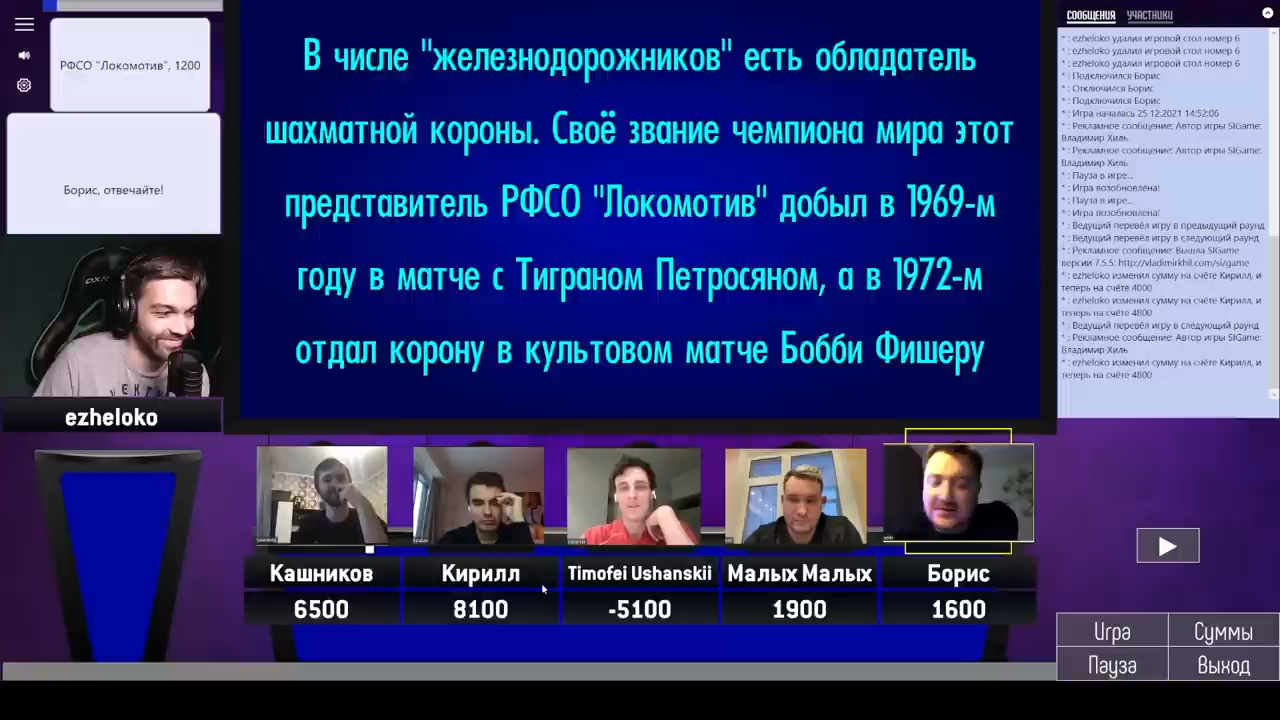 РФСО "Локомотив", 1200
Борис, отвечайте!
ezheloko
В числе "железнодорожников" есть обладатель
шахматной короны. Своё звание чемпиона мира этот
представитель РФСО "Локомотив" добыл в 1969-м
году в матче с Тиграном Петросяном, а в 1972-м
отдал корону в культовом матче Бобби Фишеру
Кашников
Кирилл
Timofei Ushanskii
Малых Малых
Борис
6500
8100
-5100
1900
1600
СООБЩЕНИЯ УЧАСТНИКИ
* : ezheloko удалил игровой стол номер 6
* : ezheloko удалил игровой стол номер 6
* : ezheloko удалил игровой стол номер 6
* : Подключился Борис
* : Отключился Борис
* : Подключился Борис
* : Игра началась 25 12.2021 14:52:06
* : Рекламное сообщение: Автор игры SIGame:
Владимир Хиль
* : Рекламное сообщение: Автор игры SIGame:
Владимир Хиль
* : Пауза в игре...
* : Игра возобновлена!
* : Пауза в игре...
* : Игра возобновлена!
* : Ведущий перевёл игру в предыдущий раунд
* : Ведущий перевёл игру в следующий раунд
* : Рекламное сообщение: Вышла SIGame
версии 7.5.5: http://vladimirkhil.com/si/game
* : ezheloko изменил сумму на счёте Кирилл, и
теперь на счёте 4000
* : ezheloko изменил сумму на счёте Кирилл, и
теперь на счёте 4800
* : Ведущий перевёл игру в следующий раунд
* : Рекламное сообщение: Автор игры SIGame:
Владимир Хиль
* : ezheloko изменил сумму на счёте Кирилл, и
теперь на счёте 4800
Игра
Суммы
Пауза
Выход